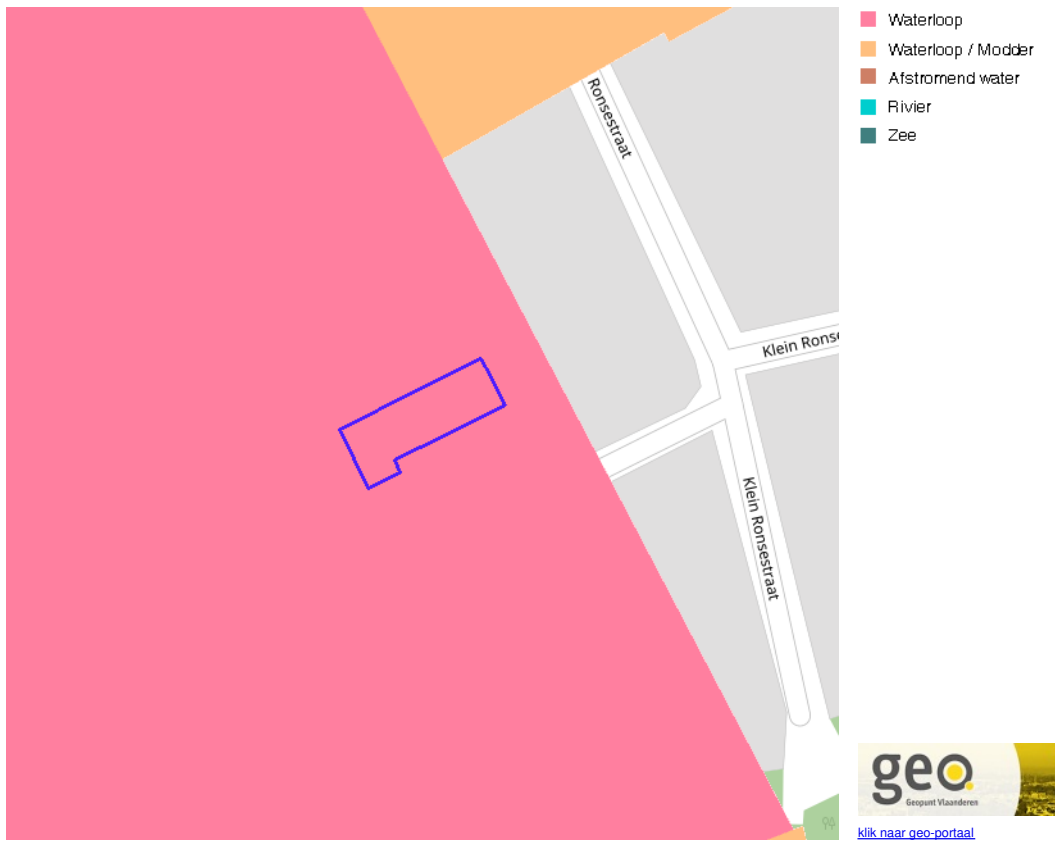 Waterloop
Waterloop / Modder
Afstromend water
Rivier
Zee
Ronsestraat
Klein Ronse
Klein Ronsestraat
geo.
Geopunt Vlaanderen
klik naar geo-portaal